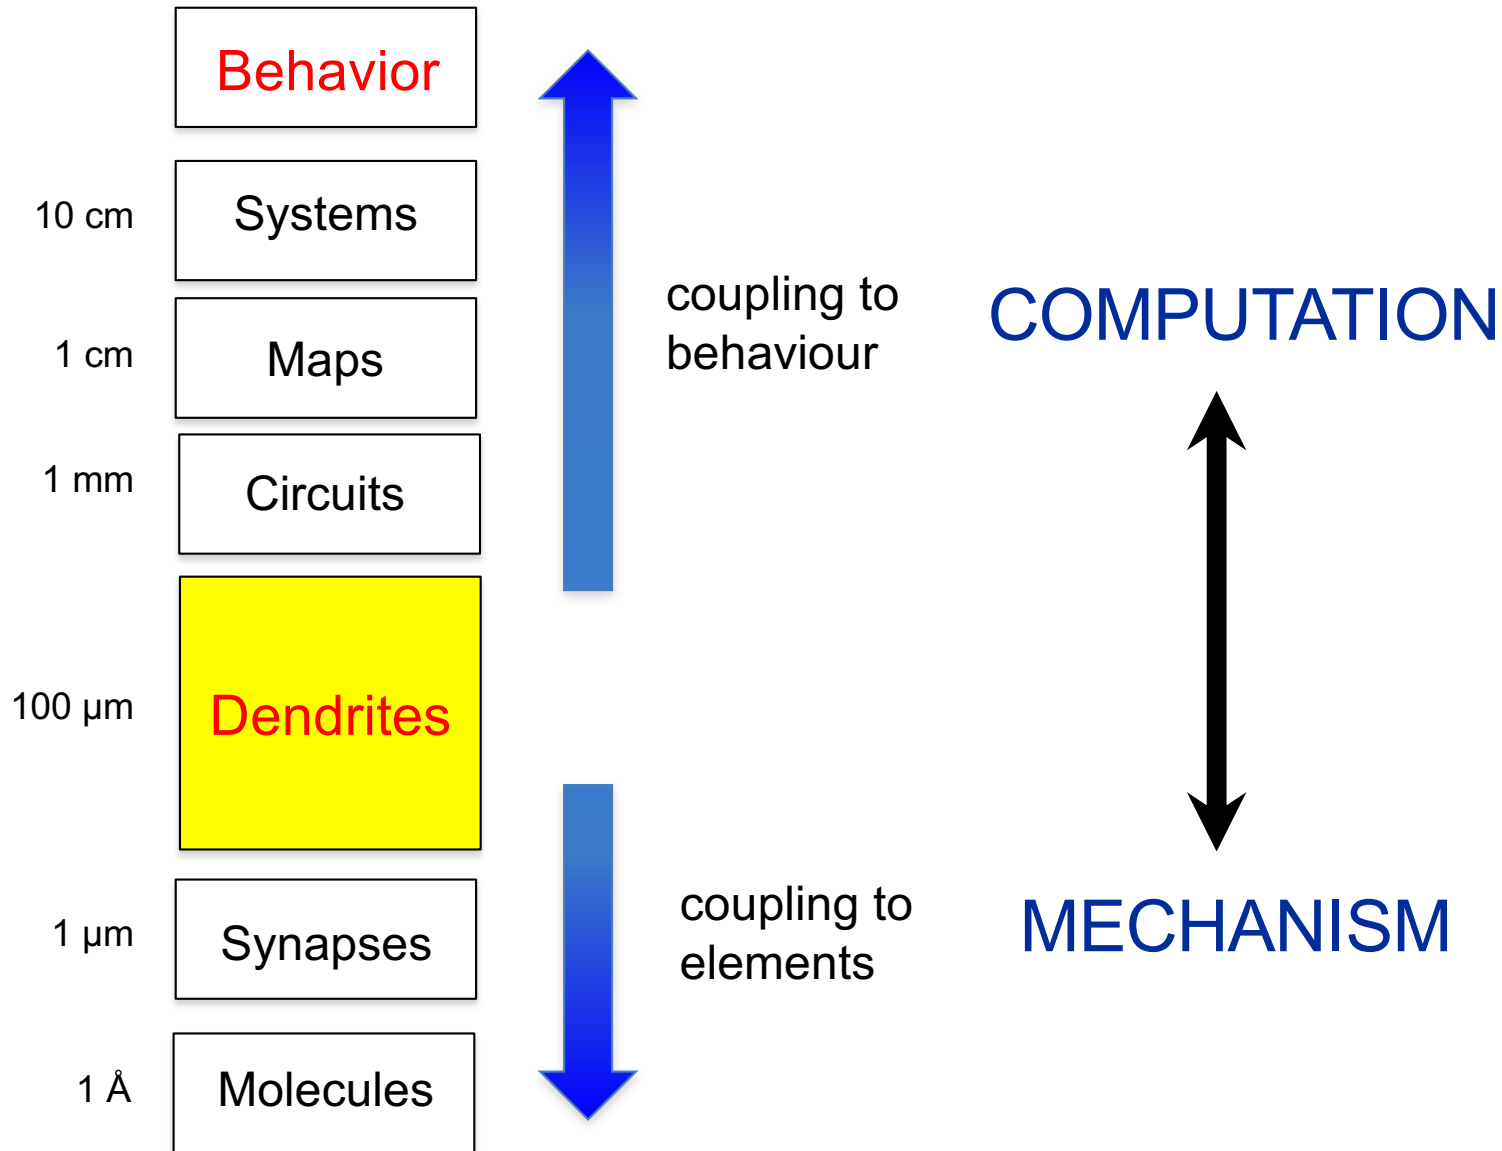 Behavior
10 cm
Systems
1 cm
Maps
1 mm
Circuits
100 µm
Dendrites
1 µm
Synapses
1 Å
Molecules
coupling to
behaviour
coupling to
elements
COMPUTATION
MECHANISM